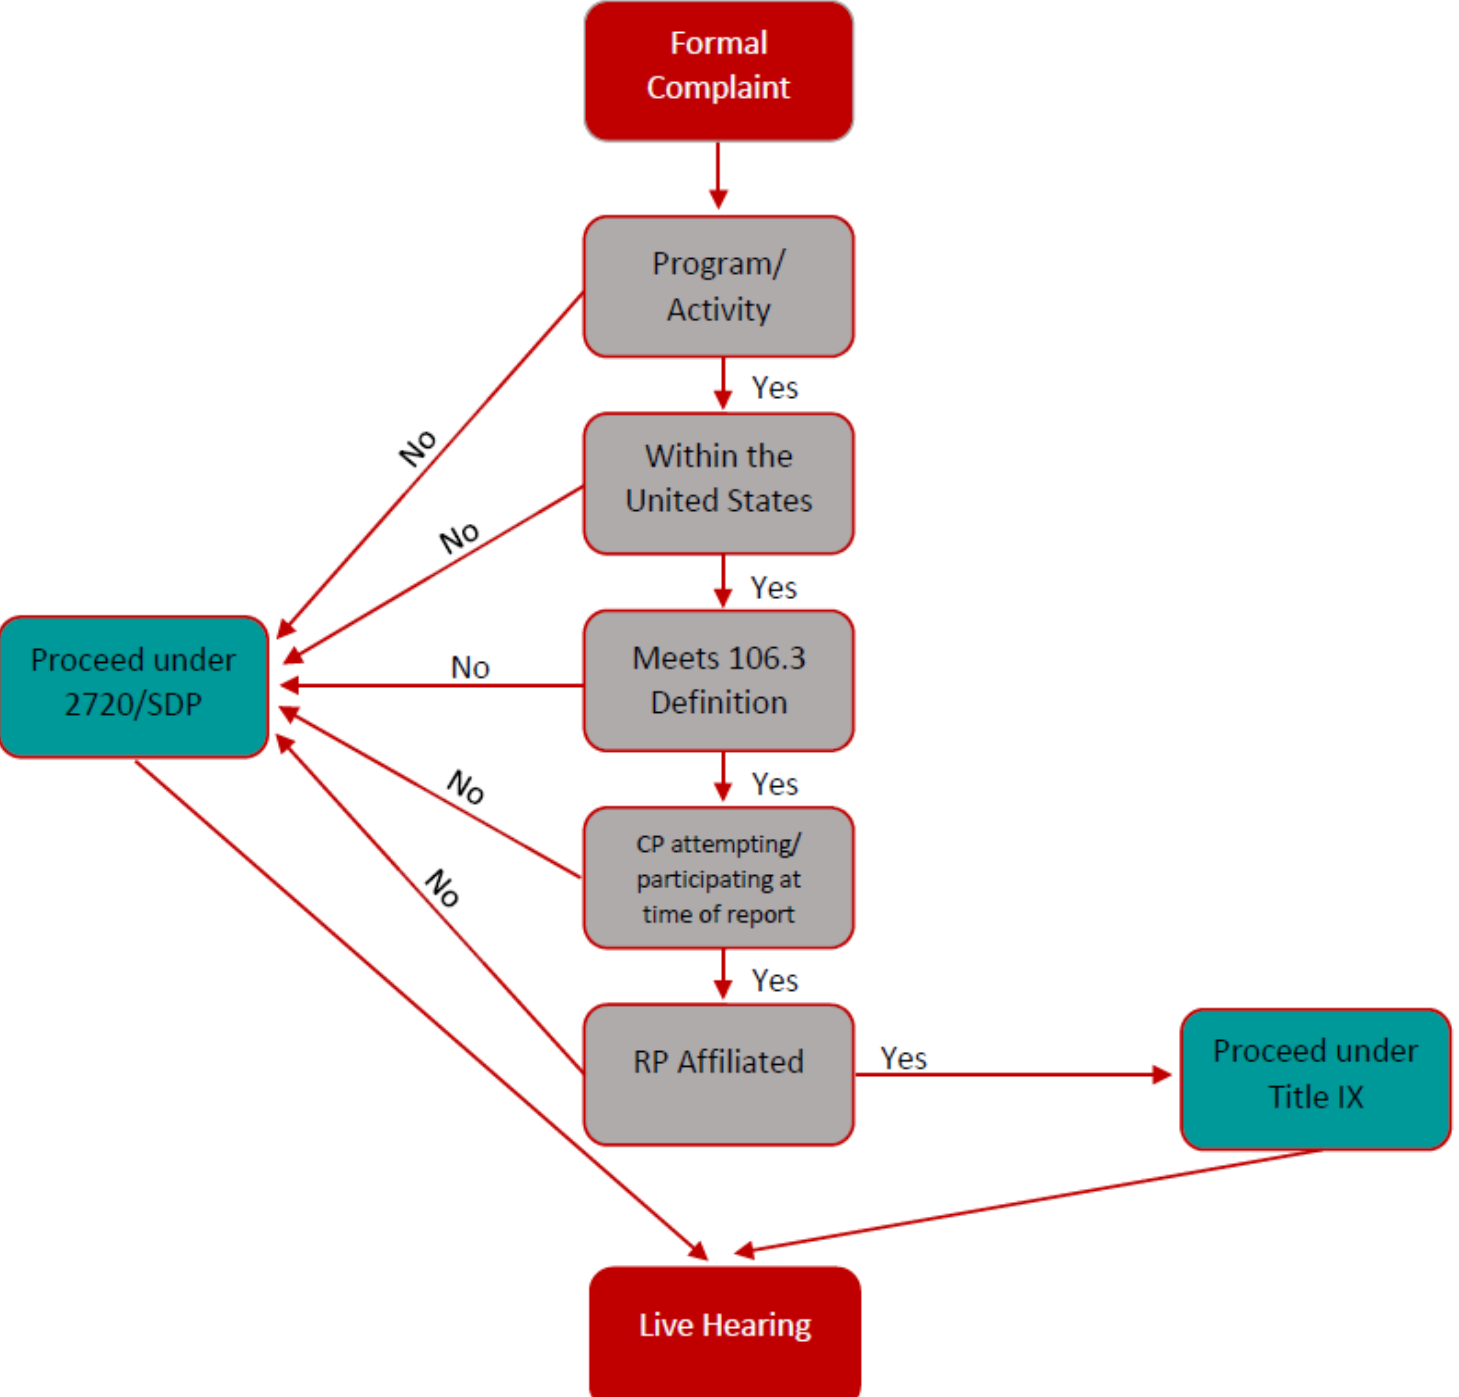 Formal
Complaint
Program/
Activity
Yes
No
Within the
United States
No
Yes
Proceed under
2720/SDP
No
Meets 106.3
Definition
Yes
No
CP attempting/
participating at
time of report
No
Yes
RP Affiliated
Yes
Proceed under
Title IX
Live Hearing